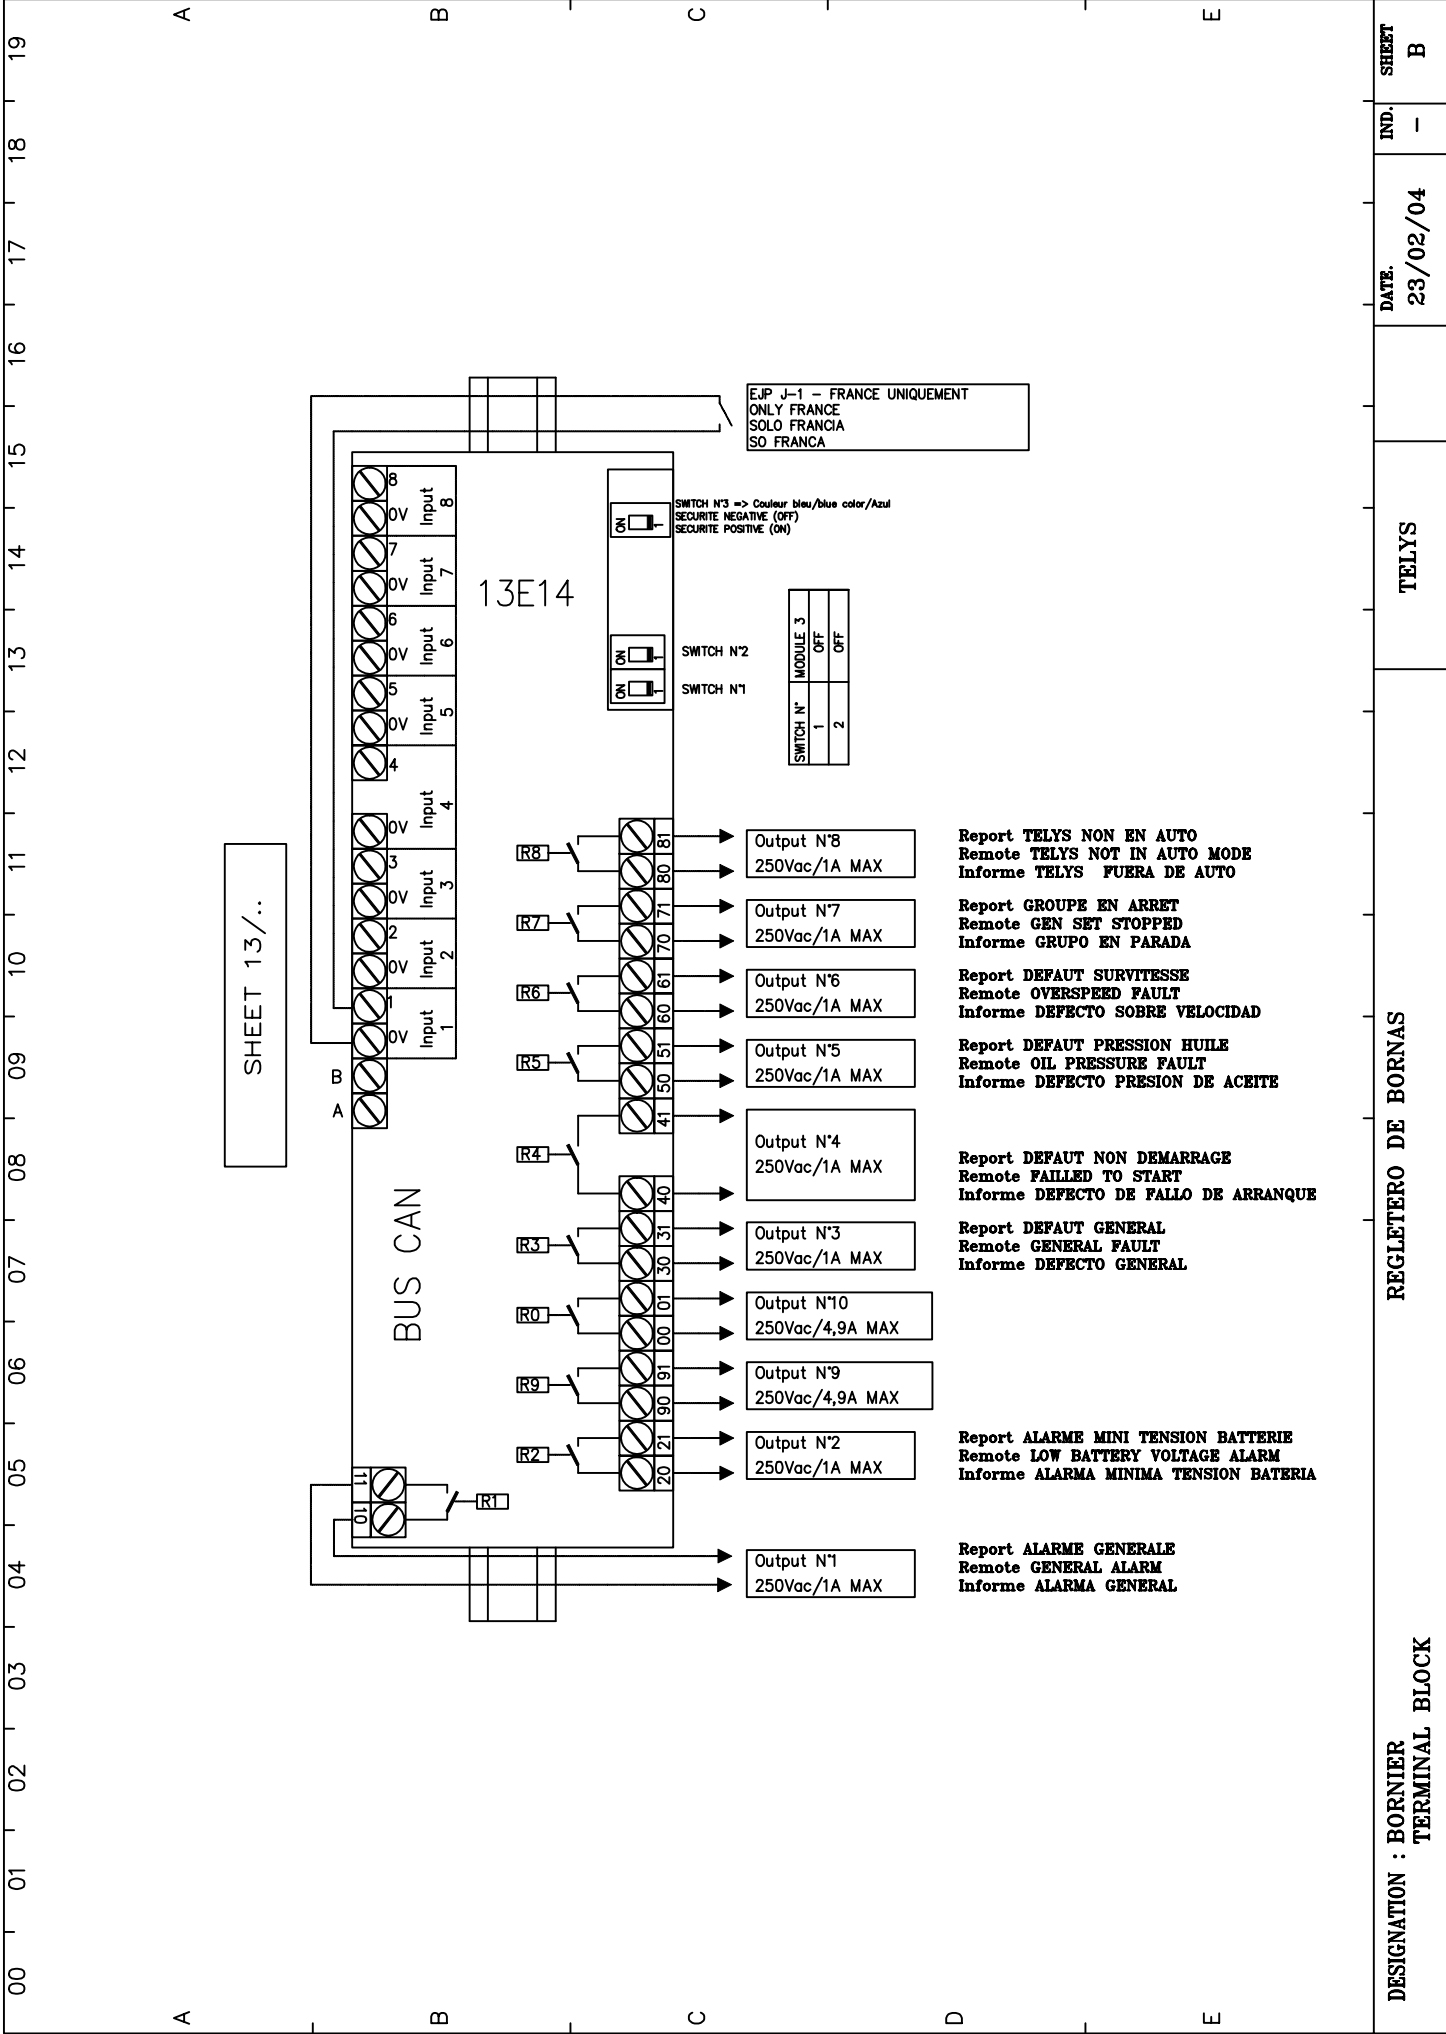 A
B
C
E
19
18
17
16
15
14
13
12
11
10
09
08
07
06
05
04
03
02
01
00
EJP J-1 - FRANCE UNIQUEMENT
ONLY FRANCE
SOLO FRANCIA
SO FRANCA
8
0V
Input 8
7
0V
Input 7
6
0V
Input 6
5
0V
Input 5
4
0V
Input 4
3
0V
Input 3
2
0V
Input 2
1
0V
Input 1
B
A
13E14
BUS CAN
SHEET 13/..
ON
1
SWITCH N°3 => Couleur bleu/blue color/Azul
SECURITE NEGATIVE (OFF)
SECURITE POSITIVE (ON)
ON
1
SWITCH N°2
ON
1
SWITCH N°1
SWITCH N° MODULE 3
1 OFF
2 OFF
R8
81
80
Output N°8
250Vac/1A MAX
Report TELYS NON EN AUTO
Remote TELYS NOT IN AUTO MODE
Informe TELYS FUERA DE AUTO
R7
71
70
Output N°7
250Vac/1A MAX
Report GROUPE EN ARRET
Remote GEN SET STOPPED
Informe GRUPO EN PARADA
R6
61
60
Output N°6
250Vac/1A MAX
Report DEFAUT SURVITESSE
Remote OVERSPEED FAULT
Informe DEFECTO SOBRE VELOCIDAD
R5
51
50
Output N°5
250Vac/1A MAX
Report DEFAUT PRESSION HUILE
Remote OIL PRESSURE FAULT
Informe DEFECTO PRESION DE ACEITE
R4
41
40
Output N°4
250Vac/1A MAX
Report DEFAUT NON DEMARRAGE
Remote FAILLED TO START
Informe DEFECTO DE FALLO DE ARRANQUE
R3
31
30
Output N°3
250Vac/1A MAX
Report DEFAUT GENERAL
Remote GENERAL FAULT
Informe DEFECTO GENERAL
R0
01
00
Output N°10
250Vac/4,9A MAX
R9
91
90
Output N°9
250Vac/4,9A MAX
R2
21
20
Output N°2
250Vac/1A MAX
Report ALARME MINI TENSION BATTERIE
Remote LOW BATTERY VOLTAGE ALARM
Informe ALARMA MINIMA TENSION BATERIA
11
10
R1
Output N°1
250Vac/1A MAX
Report ALARME GENERALE
Remote GENERAL ALARM
Informe ALARMA GENERAL
A
B
C
D
E
DESIGNATION : BORNIER
TERMINAL BLOCK
REGLETERO DE BORNAS
TELYS
DATE.
23/02/04
IND.
-
SHEET
B